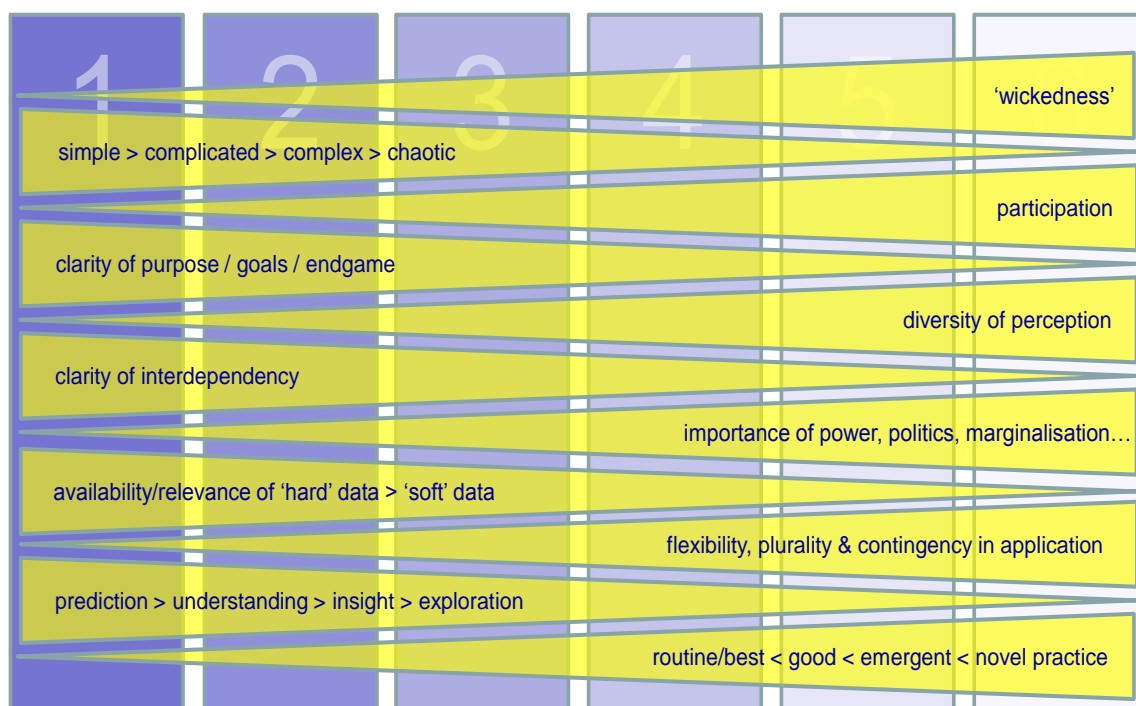 1 2 3 4 5 6
‘wickedness’
simple > complicated > complex > chaotic
participation
clarity of purpose / goals / endgame
diversity of perception
clarity of interdependency
importance of power, politics, marginalisation…
availability/relevance of ‘hard’ data > ‘soft’ data
flexibility, plurality & contingency in application
prediction > understanding > insight > exploration
routine/best < good < emergent < novel practice